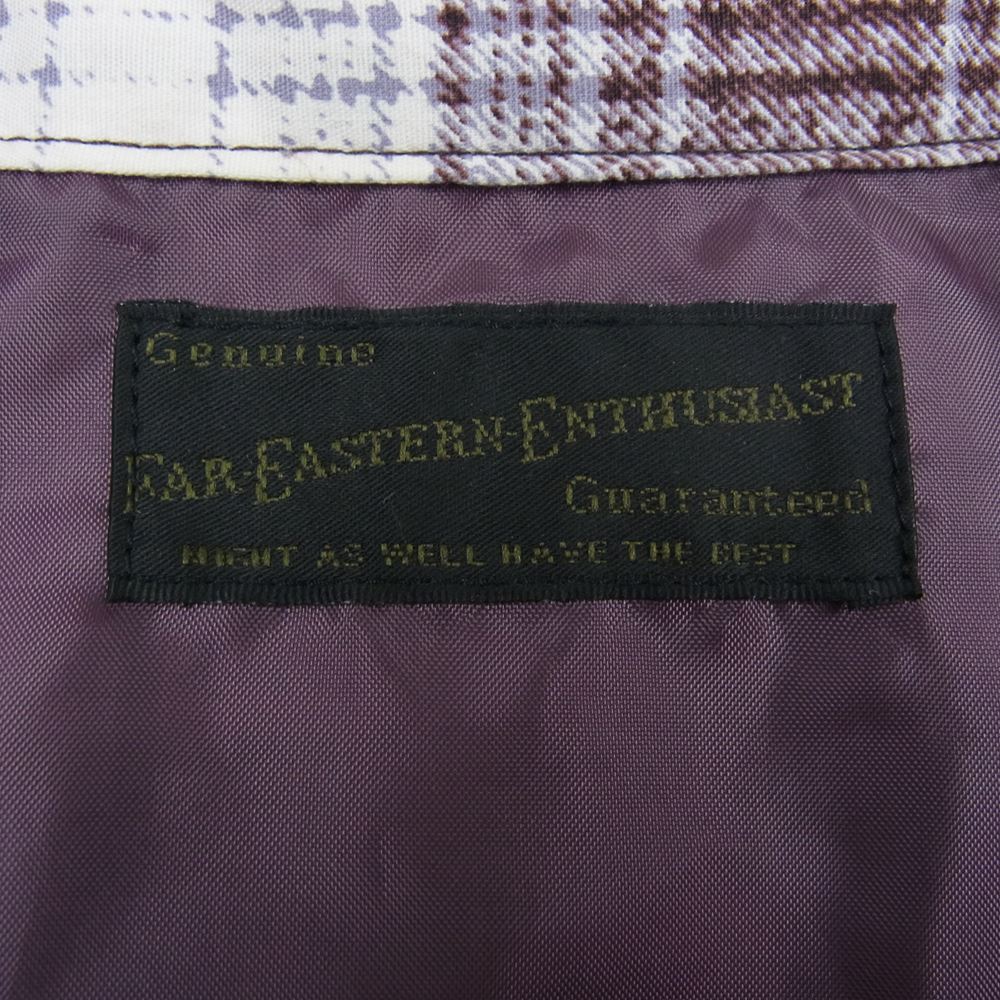 Genuine
FAR-EASTERN-ENTHUSIAST
Guaranteed
MIGHT AS WELL HAVE THE BEST